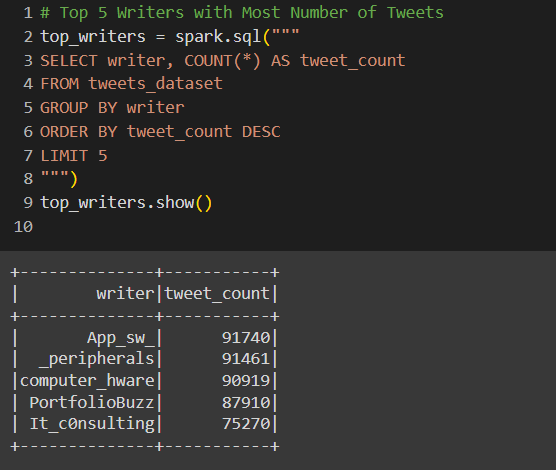 1 # Top 5 Writers with Most Number of Tweets
2 top_writers = spark.sql("""
3 SELECT writer, COUNT(*) AS tweet_count
4 FROM tweets_dataset
5 GROUP BY writer
6 ORDER BY tweet_count DESC
7 LIMIT 5
8 """)
9 top_writers.show()
10
+--------------+-----------+
|        writer|tweet_count|
+--------------+-----------+
|       App_sw_|      91740|
|  _peripherals|      91461|
|computer_hware|      90919|
| PortfolioBuzz|      87910|
| It_c0nsulting|      75270|
+--------------+-----------+